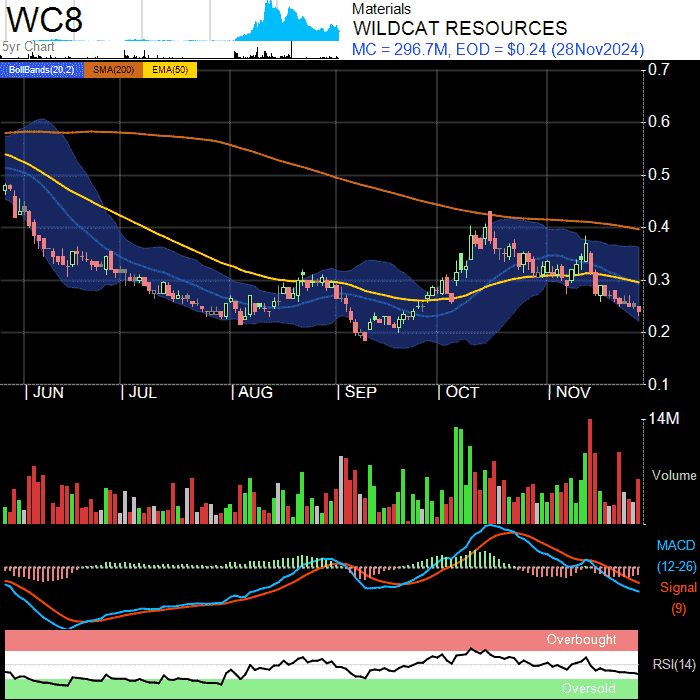 WC8
5yr Chart
Materials
WILDCAT RESOURCES
MC = 296.7M, EOD = $0.24 (28Nov2024)
BollBands(20,2) SMA(200) EMA(50)
0.7
0.6
0.5
0.4
0.3
0.2
0.1
JUN JUL AUG SEP OCT NOV
14M
Volume
MACD
(12-26)
Signal
(9)
Overbought
RSI(14)
Oversold